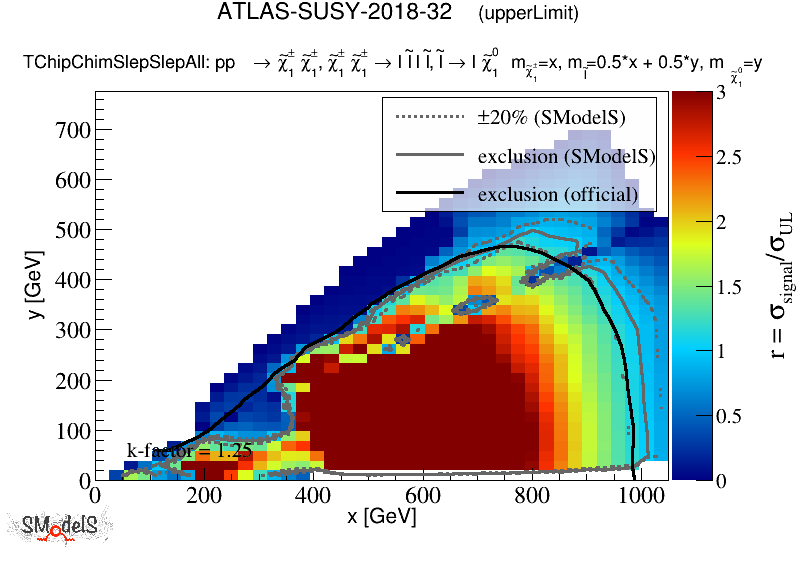 ATLAS-SUSY-2018-32 (upperLimit)
TChipChimSlepSlepAll: pp → χ̃₁± χ̃₁±, χ̃₁± χ̃₁± → l l̃ l l̃, l̃ → l χ̃₁⁰ m_χ̃₁±=x, m_l̃=0.5*x + 0.5*y, m_χ̃₁⁰=y
±20% (SModelS)
exclusion (SModelS)
exclusion (official)
y [GeV]
700
600
500
400
300
200
100
0
k-factor = 1.25
0 200 400 600 800 1000
x [GeV]
3
2.5
2
1.5
1
0.5
0
r = σsignal/σUL
SModelS